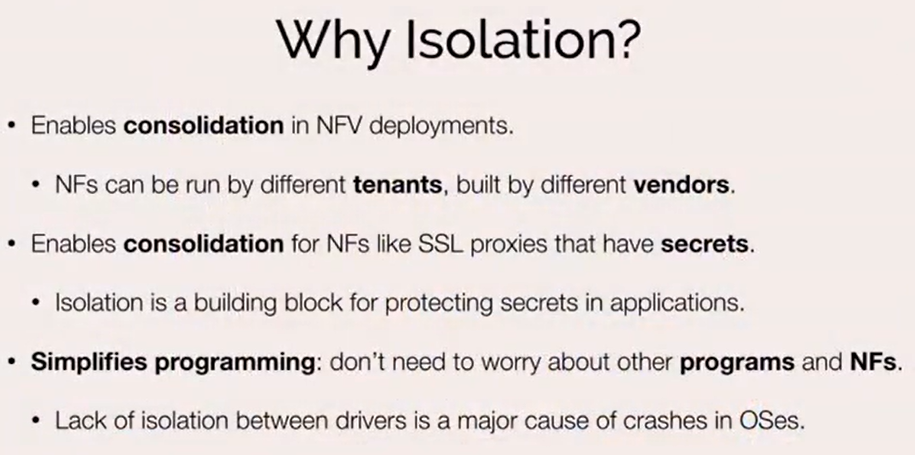 Why Isolation?
• Enables consolidation in NFV deployments.
• NFs can be run by different tenants, built by different vendors.
• Enables consolidation for NFs like SSL proxies that have secrets.
• Isolation is a building block for protecting secrets in applications.
• Simplifies programming: don't need to worry about other programs and NFs.
• Lack of isolation between drivers is a major cause of crashes in OSes.